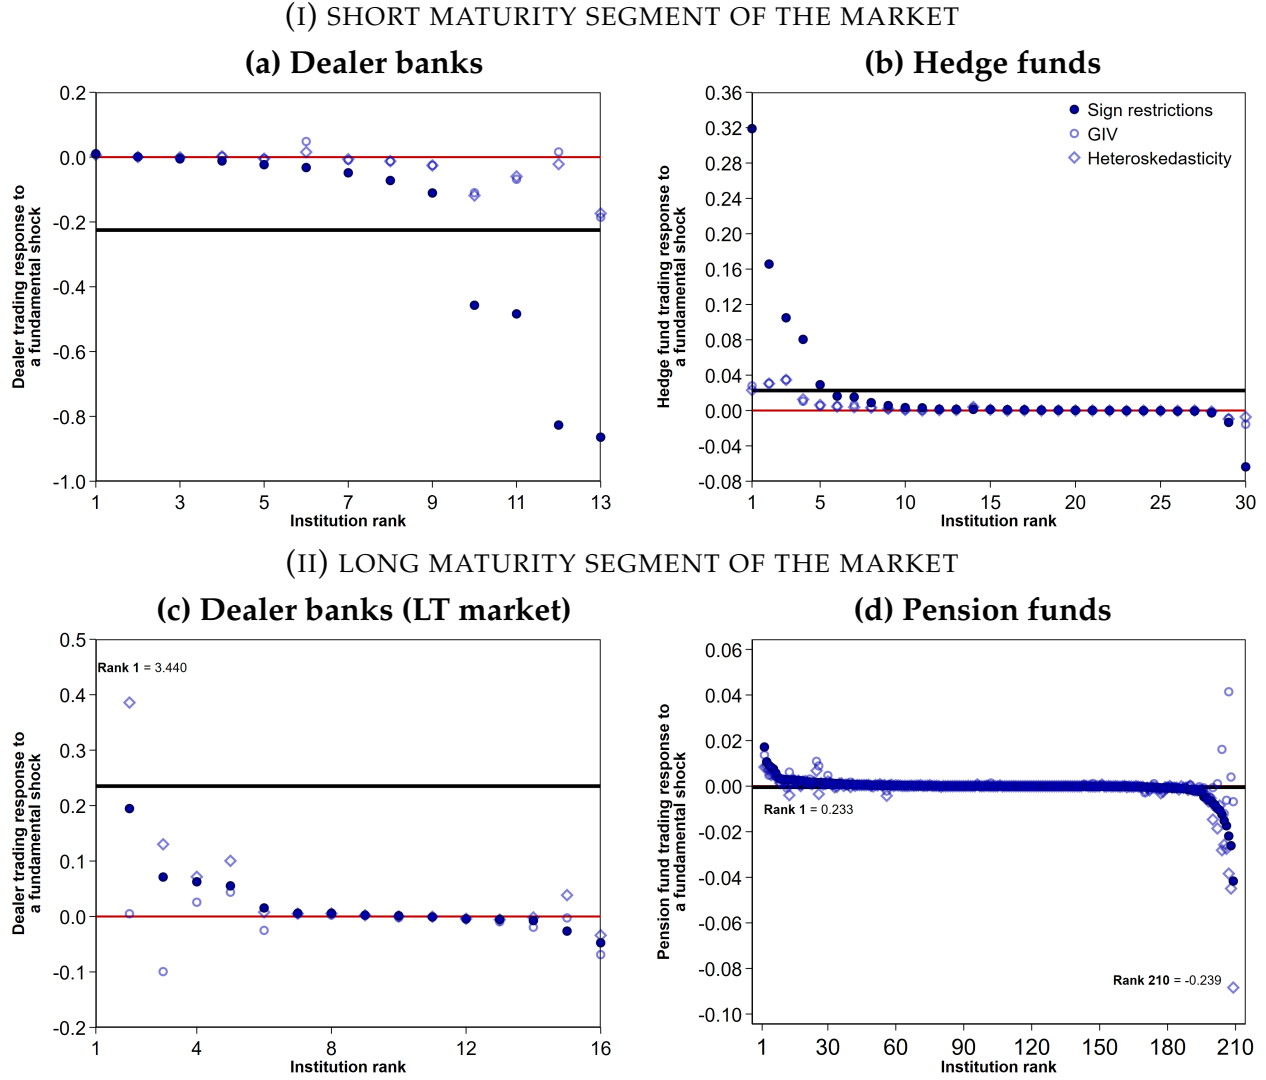 (I) SHORT MATURITY SEGMENT OF THE MARKET
(a) Dealer banks
Dealer trading response to
a fundamental shock
0.2
0.0
-0.2
-0.4
-0.6
-0.8
-1.0
1 3 5 7 9 11 13
Institution rank
(b) Hedge funds
Hedge fund trading response to
a fundamental shock
0.36
0.32
0.28
0.24
0.20
0.16
0.12
0.08
0.04
0.00
-0.04
-0.08
Sign restrictions
GIV
Heteroskedasticity
1 5 10 15 20 25 30
Institution rank
(II) LONG MATURITY SEGMENT OF THE MARKET
(c) Dealer banks (LT market)
Dealer trading response to
a fundamental shock
0.5
0.4
0.3
0.2
0.1
0.0
-0.1
-0.2
Rank 1 = 3.440
1 4 8 12 16
Institution rank
(d) Pension funds
Pension fund trading response to
a fundamental shock
0.06
0.04
0.02
0.00
-0.02
-0.04
-0.06
-0.08
-0.10
Rank 1 = 0.233
Rank 210 = -0.239
1 30 60 90 120 150 180 210
Institution rank